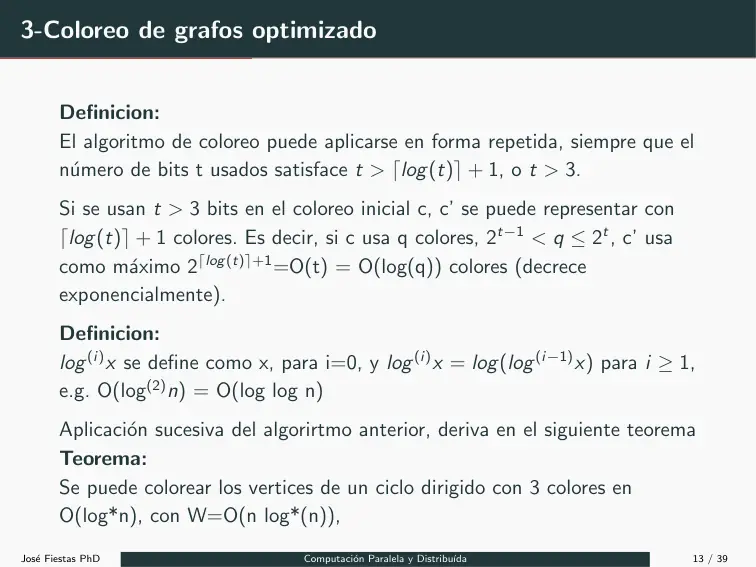 3-Coloreo de grafos optimizado
Definicion:
El algoritmo de coloreo puede aplicarse en forma repetida, siempre que el
número de bits t usados satisface t > ⌈log(t)⌉ + 1, o t > 3.
Si se usan t > 3 bits en el coloreo inicial c, c’ se puede representar con
⌈log(t)⌉ + 1 colores. Es decir, si c usa q colores, 2^{t−1} < q ≤ 2^t, c’ usa
como máximo 2^{⌈log(t)⌉+1}=O(t) = O(log(q)) colores (decrece
exponencialmente).
Definicion:
log^{(i)}x se define como x, para i=0, y log^{(i)}x = log(log^{(i−1)}x) para i ≥ 1,
e.g. O(log^{(2)}n) = O(log log n)
Aplicación sucesiva del algorirtmo anterior, deriva en el siguiente teorema
Teorema:
Se puede colorear los vertices de un ciclo dirigido con 3 colores en
O(log*n), con W=O(n log*(n)),
José Fiestas PhD
Computación Paralela y Distribuída
13 / 39